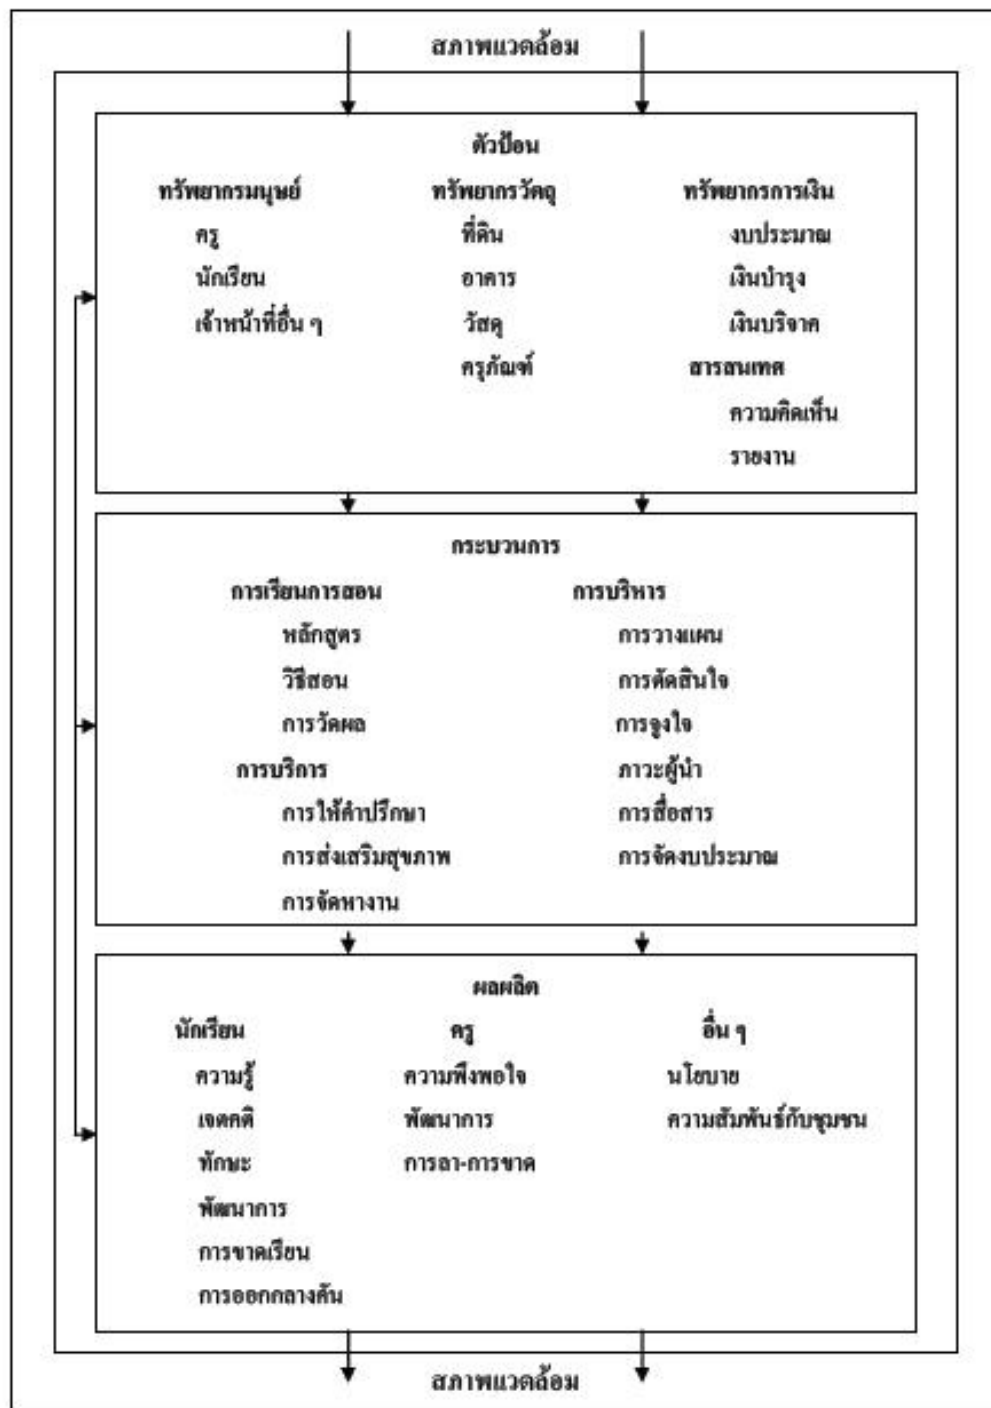 สภาพแวดล้อม
ตัวป้อน
ทรัพยากรมนุษย์ ทรัพยากรวัตถุ ทรัพยากรการเงิน
ครู ที่ดิน งบประมาณ
นักเรียน อาคาร เงินบำรุง
เจ้าหน้าที่อื่น ๆ วัสดุ เงินบริจาค
ครุภัณฑ์ สารสนเทศ
ความคิดเห็น
รายงาน
กระบวนการ
การเรียนการสอน การบริหาร
หลักสูตร การวางแผน
วิธีสอน การตัดสินใจ
การวัดผล การจูงใจ
การบริการ ภาวะผู้นำ
การให้คำปรึกษา การสื่อสาร
การส่งเสริมสุขภาพ การจัดงบประมาณ
การจัดหางาน
ผลผลิต
นักเรียน ครู อื่น ๆ
ความรู้ ความพึงพอใจ นโยบาย
เจตคติ พัฒนาการ ความสัมพันธ์กับชุมชน
ทักษะ การลา-การขาด
พัฒนาการ
การขาดเรียน
การออกกลางคัน
สภาพแวดล้อม